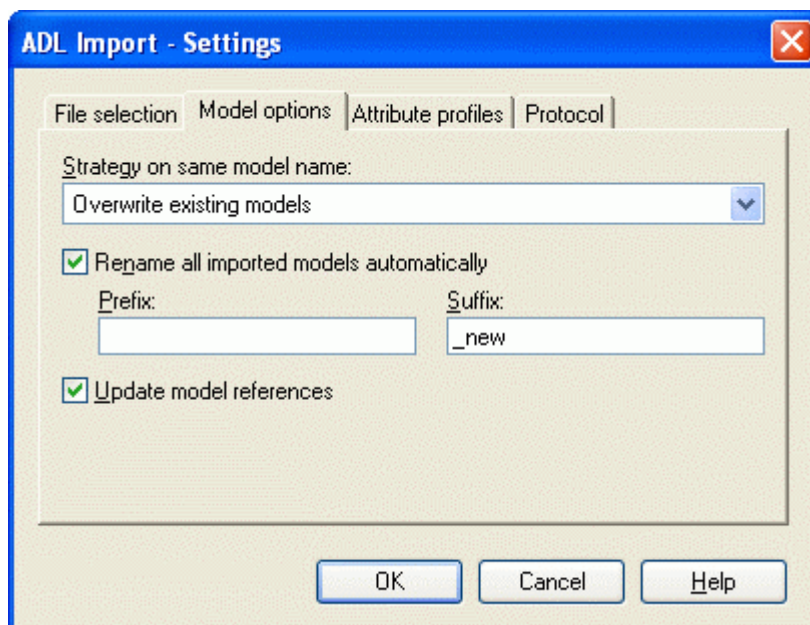 ADL Import - Settings
File selection Model options Attribute profiles Protocol
Strategy on same model name:
Overwrite existing models
Rename all imported models automatically
Prefix: Suffix:
_new
Update model references
OK Cancel Help